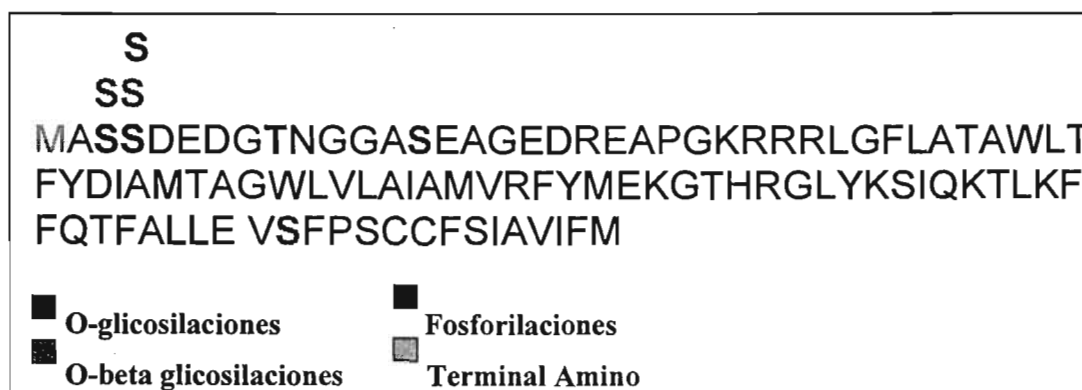 S
SS
MASSDEDGTNGGASEAGEDREAPGKRRRLGFLATAWLT
FYDIAMTAGWLVLAIAMVRFYMEKGTHRGLYKSIQKTLKF
FQTFALLE VSFPSCCFSIAVIFM
O-glicosilaciones Fosforilaciones
O-beta glicosilaciones Terminal Amino